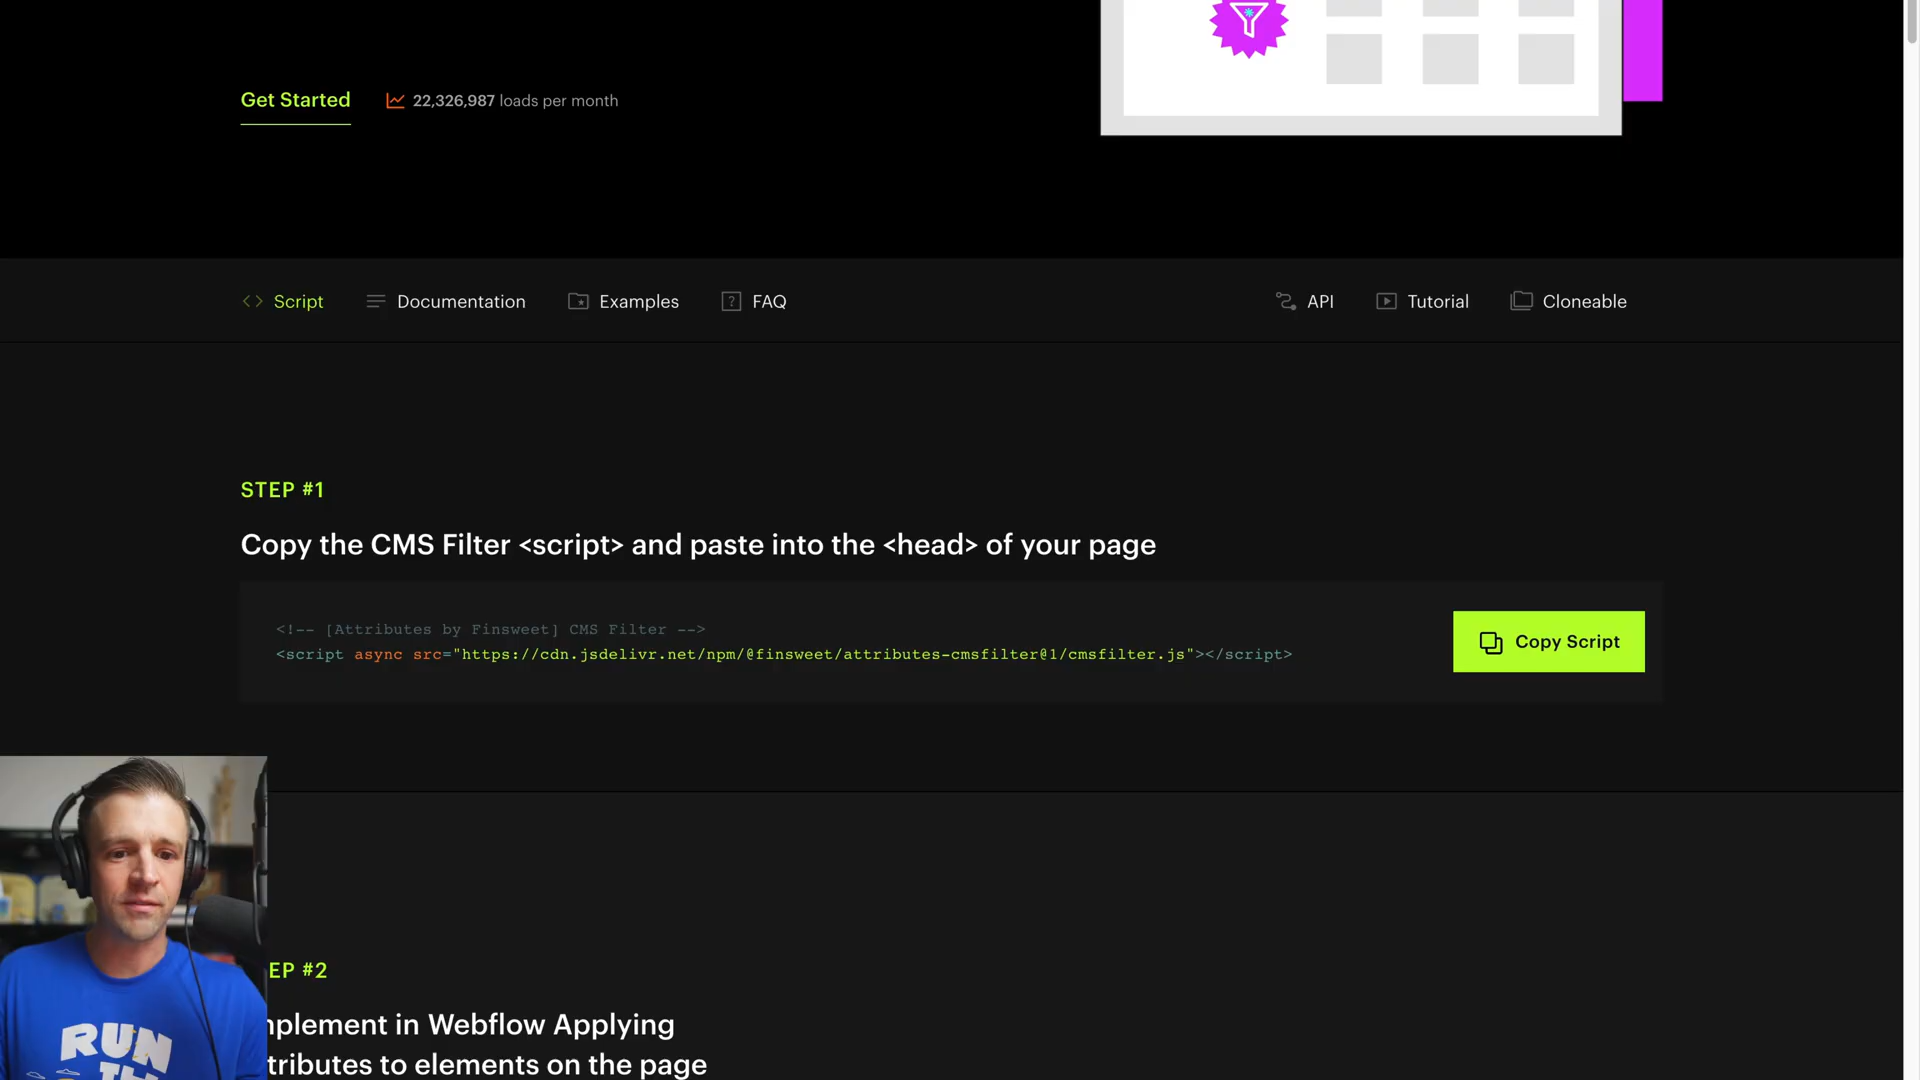 Get Started
22,326,987 loads per month
Script
Documentation
Examples
FAQ
API
Tutorial
Cloneable
STEP #1
Copy the CMS Filter <script> and paste into the <head> of your page
<!-- [Attributes by Finsweet] CMS Filter -->
<script async src="https://cdn.jsdelivr.net/npm/@finsweet/attributes-cmsfilter@1/cmsfilter.js"></script>
Copy Script
EP #2
nplement in Webflow Applying
tributes to elements on the page
RUN